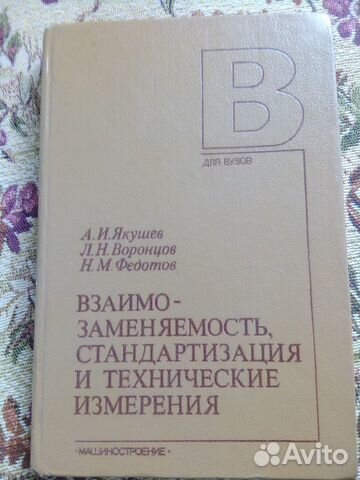 В
ДЛЯ ВУЗОВ
А.И.Якушев
Л.Н.Воронцов
Н.М.Федотов
ВЗАИМО-
ЗАМЕНЯЕМОСТЬ,
СТАНДАРТИЗАЦИЯ
И ТЕХНИЧЕСКИЕ
ИЗМЕРЕНИЯ
·МАШИНОСТРОЕНИЕ·
Avito